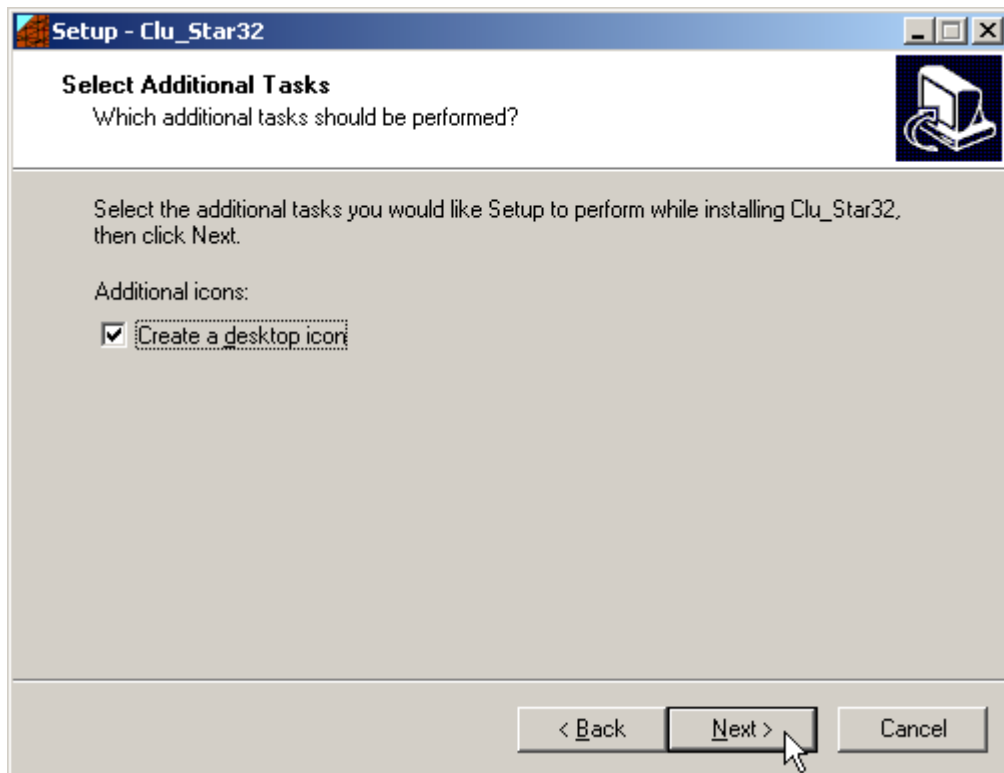 Setup - Clu_Star32
Select Additional Tasks
Which additional tasks should be performed?
Select the additional tasks you would like Setup to perform while installing Clu_Star32,
then click Next.
Additional icons:
Create a desktop icon
< Back Next > Cancel